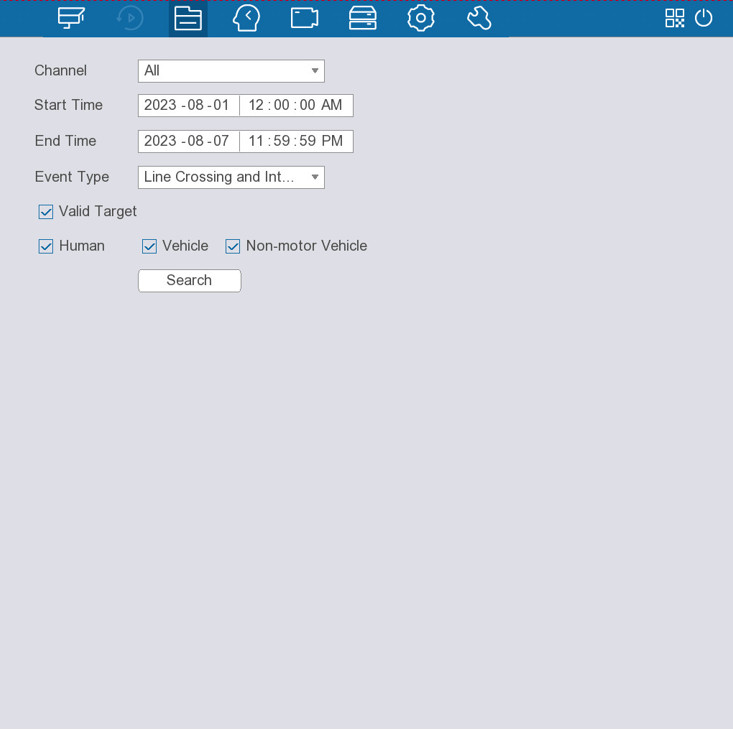 Channel All
Start Time 2023 -08 -01 12 : 00 : 00 AM
End Time 2023 -08 -07 11 : 59 : 59 PM
Event Type Line Crossing and Int...
Valid Target
Human Vehicle Non-motor Vehicle
Search